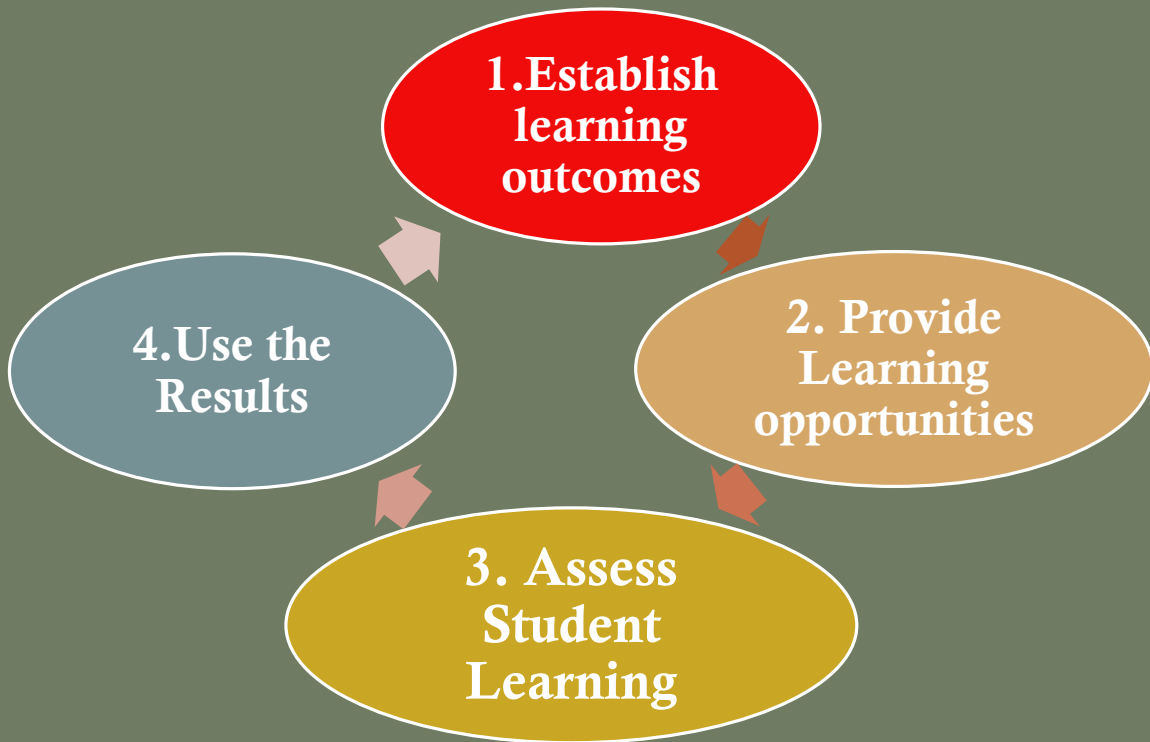 1.Establish
learning
outcomes
2. Provide
Learning
opportunities
3. Assess
Student
Learning
4.Use the
Results